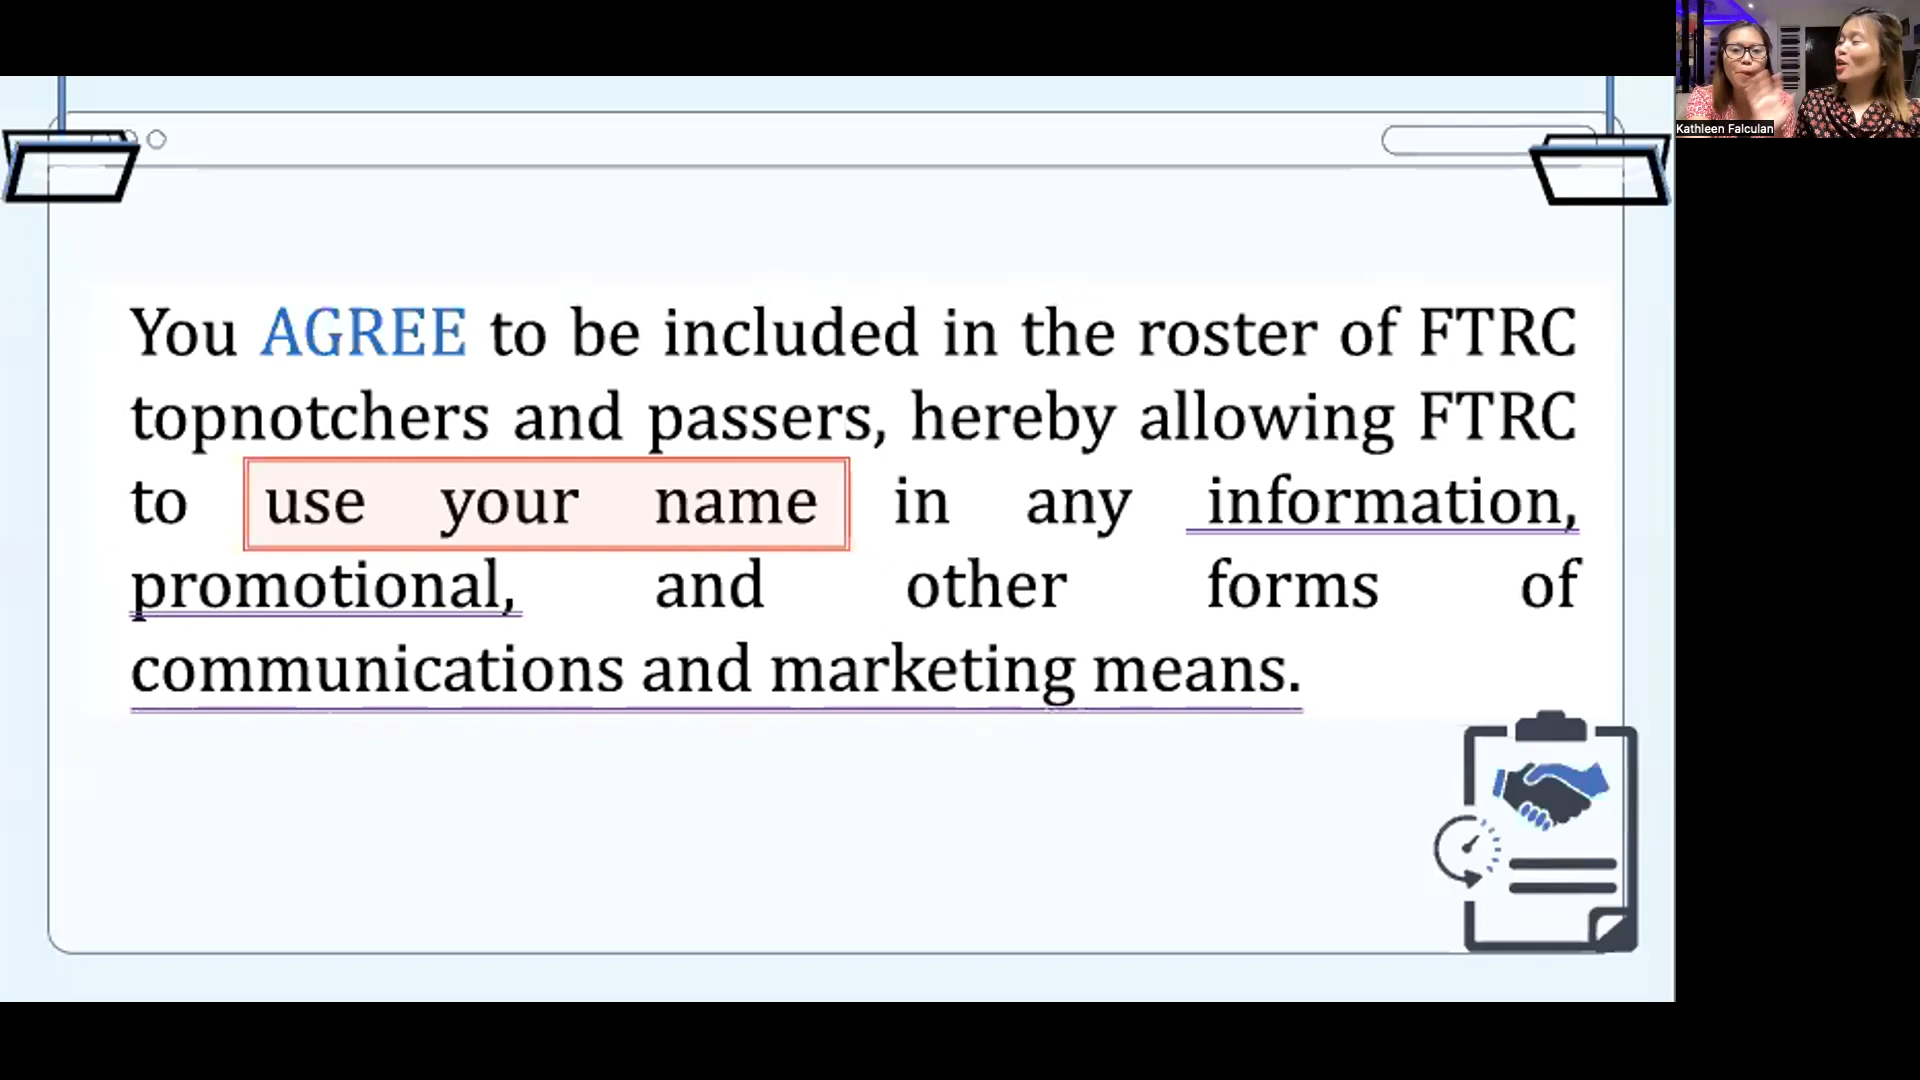 Kathleen Falculan
You AGREE to be included in the roster of FTRC
topnotchers and passers, hereby allowing FTRC
to use your name in any information,
promotional, and other forms of
communications and marketing means.